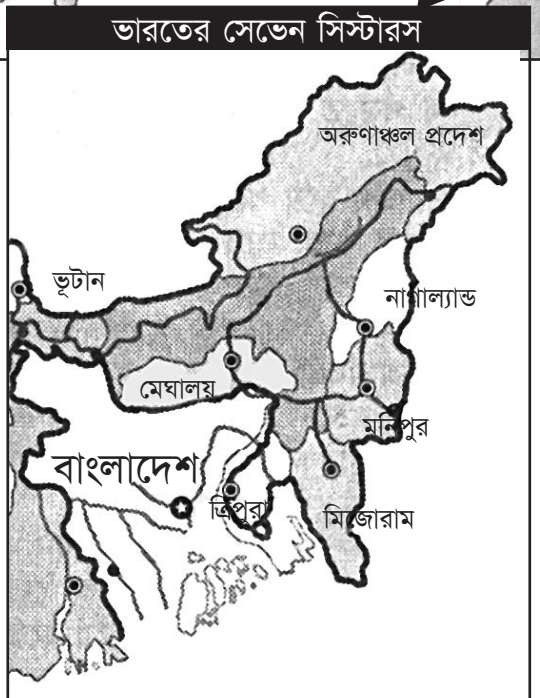 ভারতের সেভেন সিস্টারস
অরুণাঞ্চল প্রদেশ
ভূটান
নাগাল্যান্ড
মেঘালয়
মনিপুর
বাংলাদেশ
ত্রিপুরা
মিজোরাম